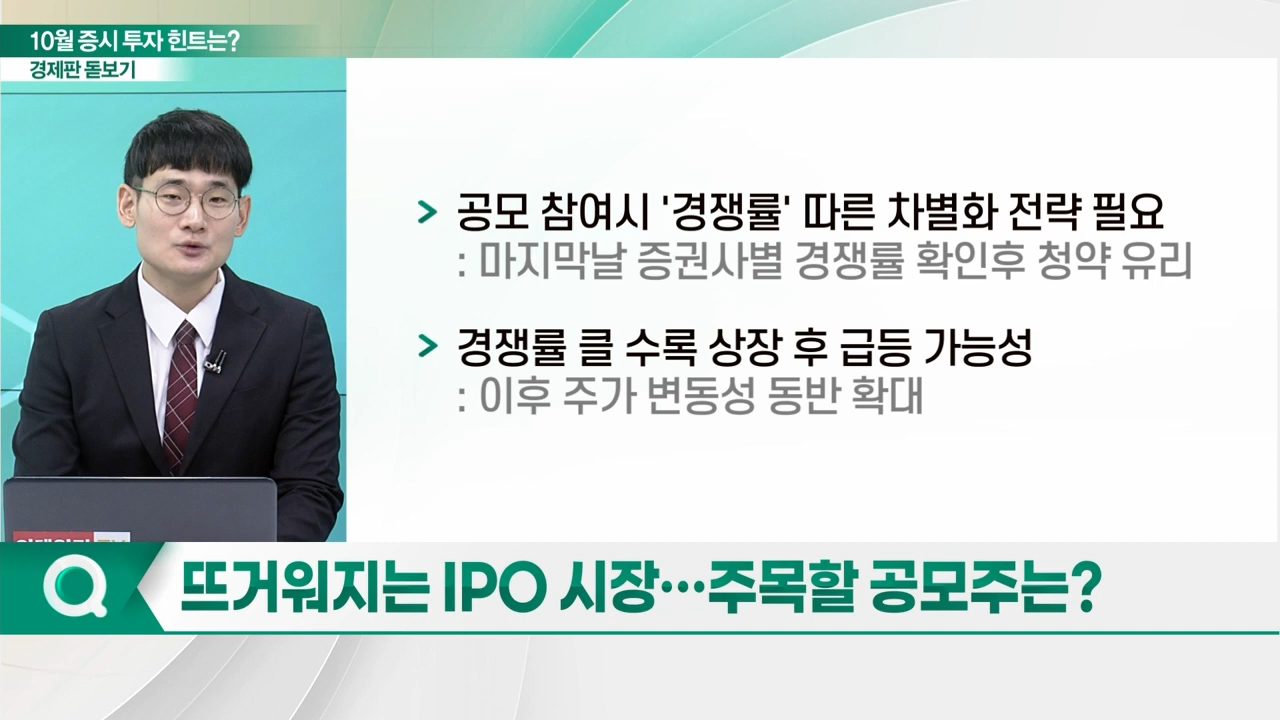 10월 증시 투자 힌트는?
경제판 돋보기
> 공모 참여시 '경쟁률' 따른 차별화 전략 필요
: 마지막날 증권사별 경쟁률 확인후 청약 유리
> 경쟁률 클 수록 상장 후 급등 가능성
: 이후 주가 변동성 동반 확대
뜨거워지는 IPO 시장…주목할 공모주는?